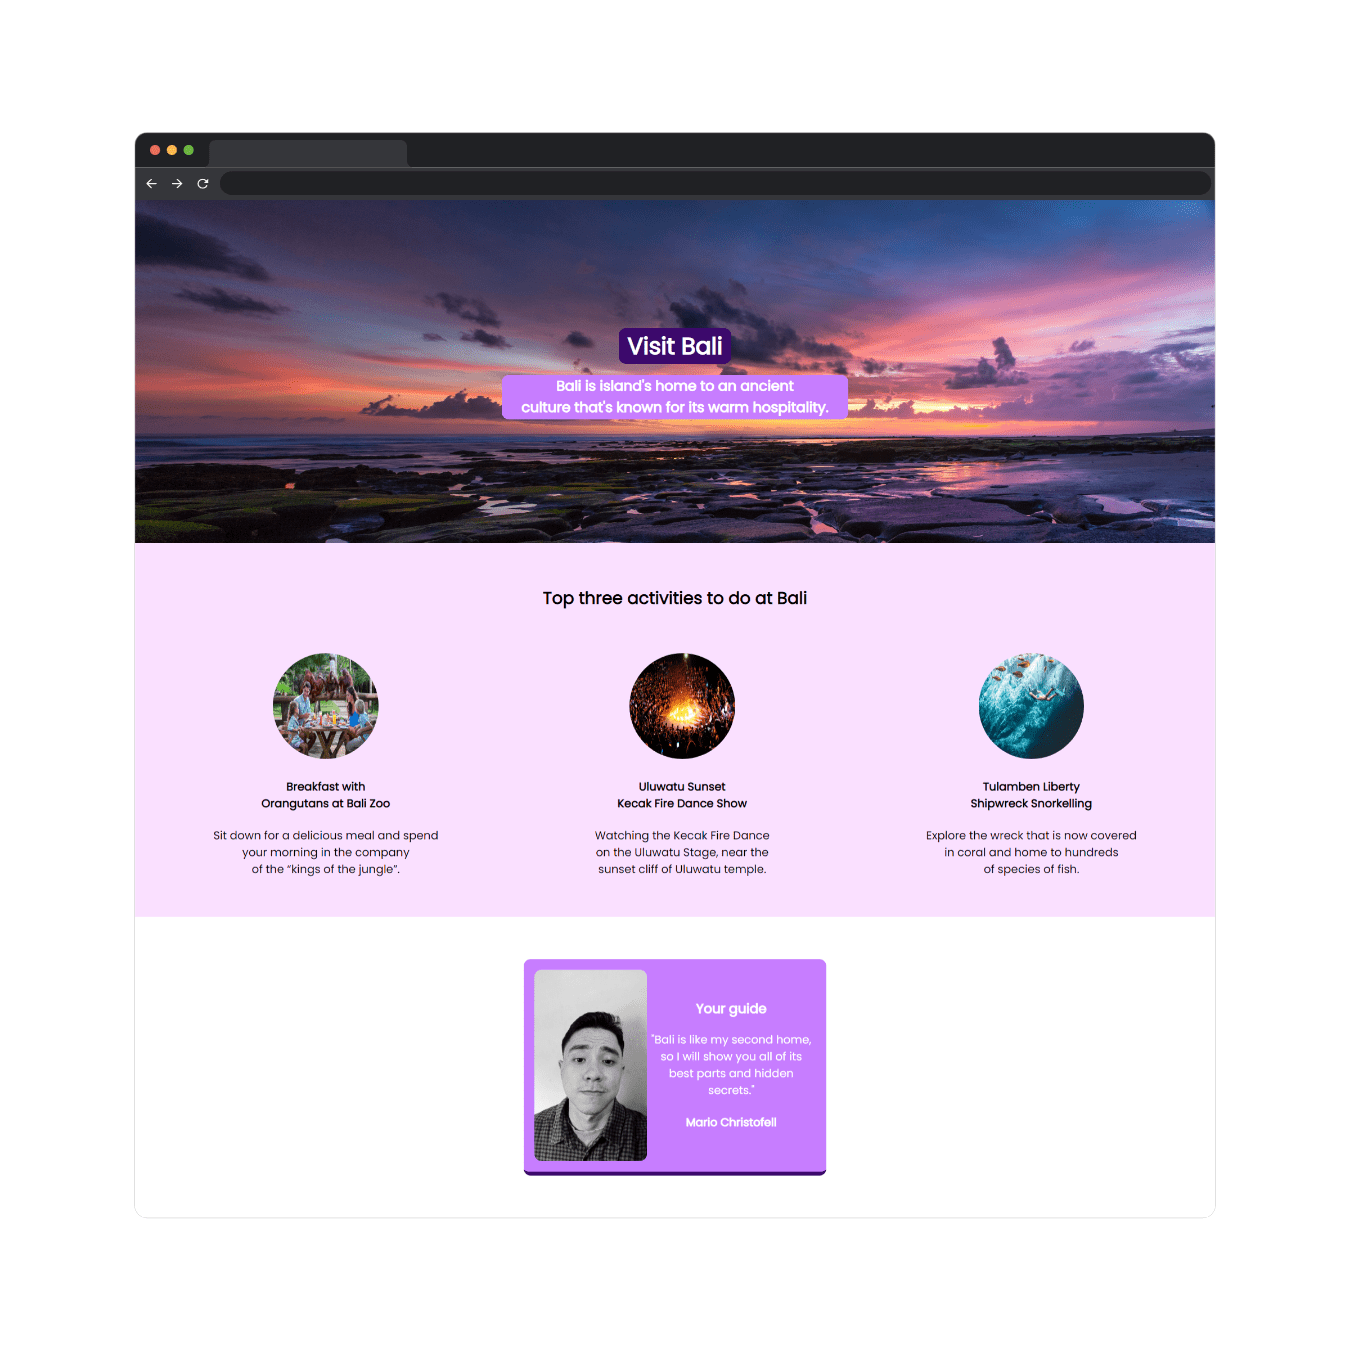 Visit Bali
Bali is island's home to an ancient
culture that's known for its warm hospitality.
Top three activities to do at Bali
Breakfast with
Orangutans at Bali Zoo
Sit down for a delicious meal and spend
your morning in the company
of the “kings of the jungle”.
Uluwatu Sunset
Kecak Fire Dance Show
Watching the Kecak Fire Dance
on the Uluwatu Stage, near the
sunset cliff of Uluwatu temple.
Tulamben Liberty
Shipwreck Snorkelling
Explore the wreck that is now covered
in coral and home to hundreds
of species of fish.
Your guide
"Bali is like my second home,
so I will show you all of its
best parts and hidden
secrets."
Mario Christofell